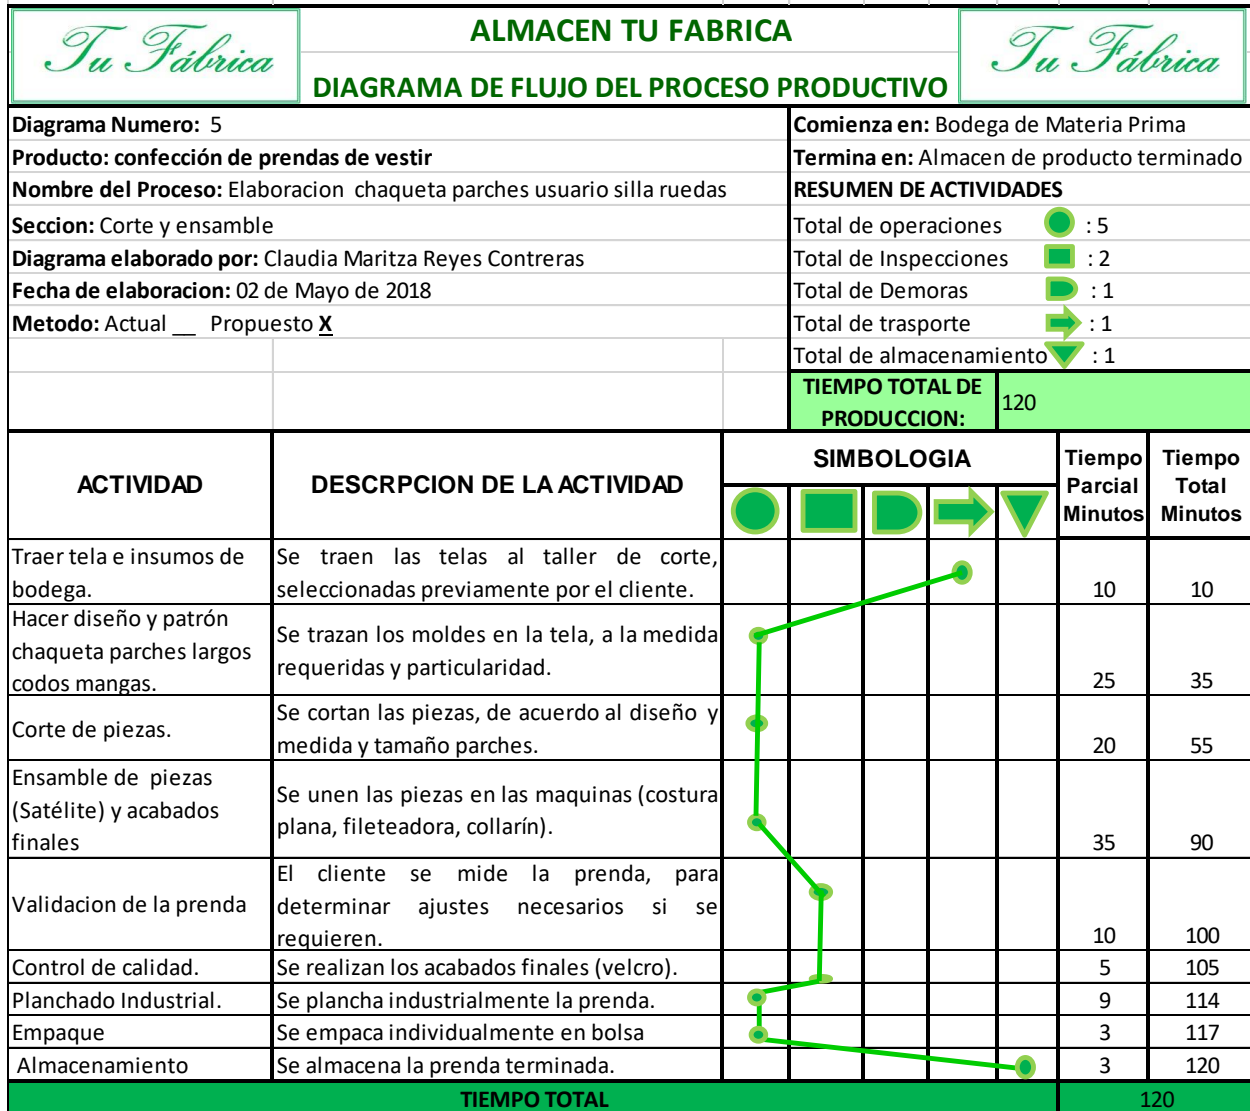 Tu Fábrica
ALMACEN TU FABRICA
Tu Fábrica
DIAGRAMA DE FLUJO DEL PROCESO PRODUCTIVO
Diagrama Numero: 5
Comienza en: Bodega de Materia Prima
Producto: confección de prendas de vestir
Termina en: Almacen de producto terminado
Nombre del Proceso: Elaboracion chaqueta parches usuario silla ruedas
RESUMEN DE ACTIVIDADES
Seccion: Corte y ensamble
Total de operaciones : 5
Diagrama elaborado por: Claudia Maritza Reyes Contreras
Total de Inspecciones : 2
Fecha de elaboracion: 02 de Mayo de 2018
Total de Demoras : 1
Metodo: Actual __ Propuesto X
Total de trasporte : 1
Total de almacenamiento : 1
TIEMPO TOTAL DE
PRODUCCION:
120
ACTIVIDAD
DESCRPCION DE LA ACTIVIDAD
SIMBOLOGIA
Tiempo
Parcial
Minutos
Tiempo
Total
Minutos
Traer tela e insumos de
bodega.
Se traen las telas al taller de corte,
seleccionadas previamente por el cliente.
10
10
Hacer diseño y patrón
chaqueta parches largos
codos mangas.
Se trazan los moldes en la tela, a la medida
requeridas y particularidad.
25
35
Corte de piezas.
Se cortan las piezas, de acuerdo al diseño y
medida y tamaño parches.
20
55
Ensamble de piezas
(Satélite) y acabados
finales
Se unen las piezas en las maquinas (costura
plana, fileteadora, collarín).
35
90
Validacion de la prenda
El cliente se mide la prenda, para
determinar ajustes necesarios si se
requieren.
10
100
Control de calidad.
Se realizan los acabados finales (velcro).
5
105
Planchado Industrial.
Se plancha industrialmente la prenda.
9
114
Empaque
Se empaca individualmente en bolsa
3
117
Almacenamiento
Se almacena la prenda terminada.
3
120
TIEMPO TOTAL
120